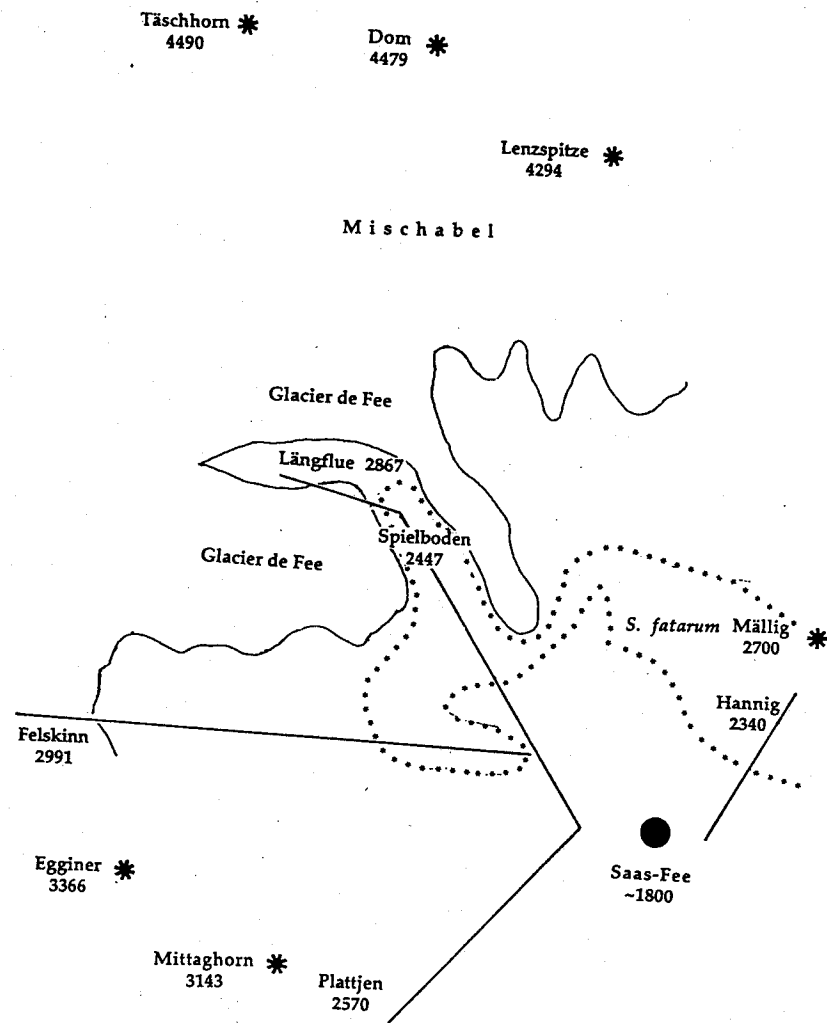 Täschhorn
4490
Dom
4479
Lenzspitze
4294
Mischabel
Glacier de Fee
Längflue 2867
Spielboden
2447
Glacier de Fee
S. fatarum Mällig
2700
Hannig
2340
Felskinn
2991
Saas-Fee
~1800
Egginer
3366
Mittaghorn
3143
Plattjen
2570